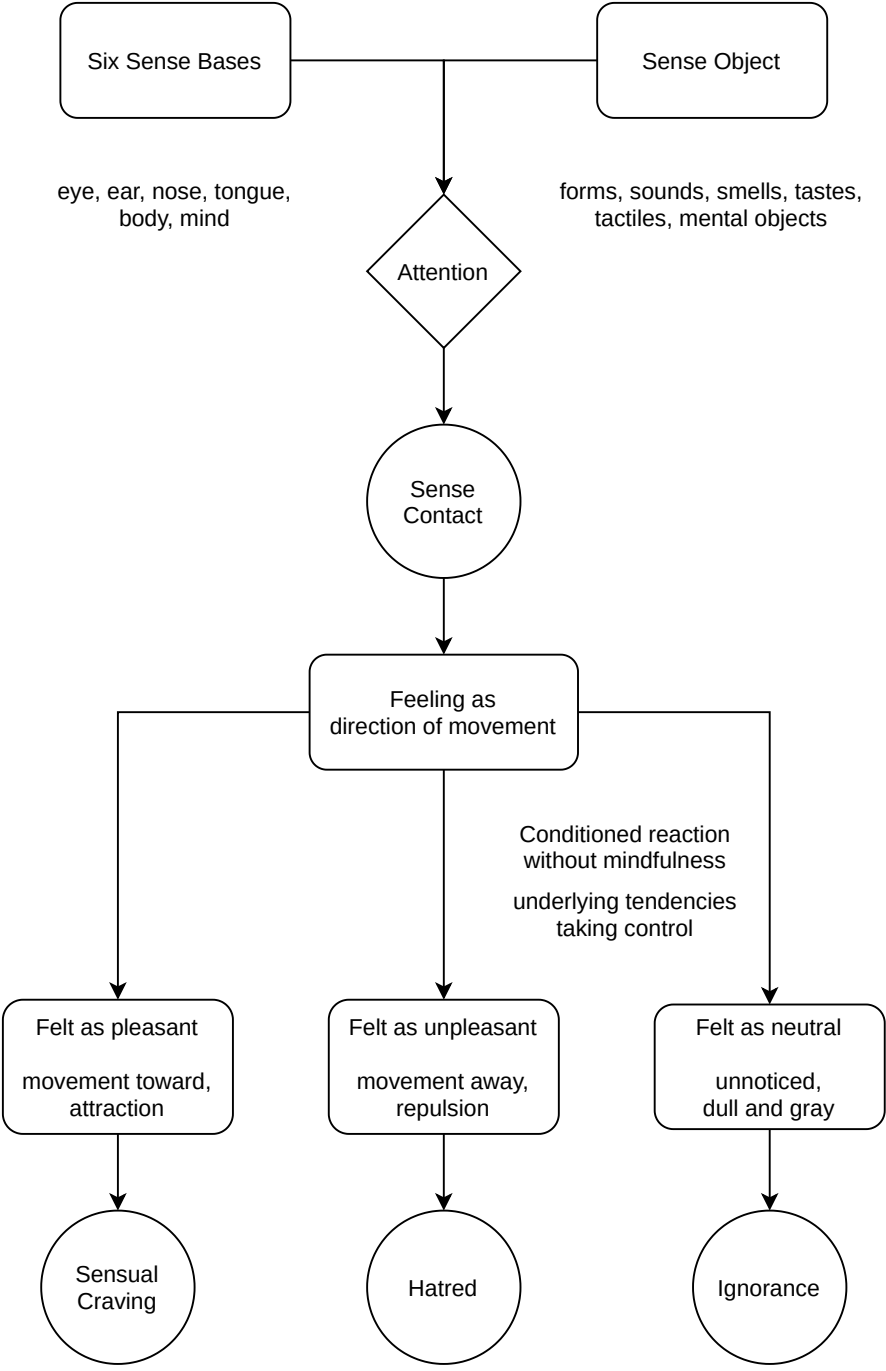 Six Sense Bases
Sense Object
eye, ear, nose, tongue,
body, mind
forms, sounds, smells, tastes,
tactiles, mental objects
Attention
Sense
Contact
Feeling as
direction of movement
Conditioned reaction
without mindfulness
underlying tendencies
taking control
Felt as pleasant
movement toward,
attraction
Felt as unpleasant
movement away,
repulsion
Felt as neutral
unnoticed,
dull and gray
Sensual
Craving
Hatred
Ignorance